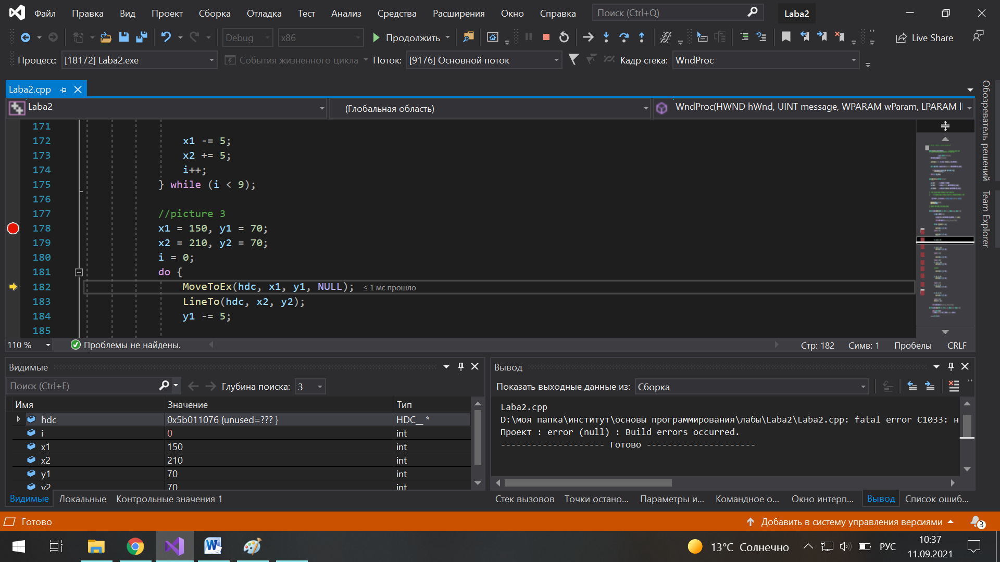 Файл Правка Вид Проект Сборка Отладка Тест Анализ Средства Расширения Окно Справка Поиск (Ctrl+Q) Laba2
Debug x86 Продолжить Live Share
Процесс: [18172] Laba2.exe События жизненного цикла Поток: [9176] Основной поток Кадр стека: WndProc
Laba2.cpp
Laba2 (Глобальная область) WndProc(HWND hWnd, UINT message, WPARAM wParam, LPARAM l
171
172 x1 -= 5;
173 x2 += 5;
174 i++;
175 } while (i < 9);
176
177 //picture 3
178 x1 = 150, y1 = 70;
179 x2 = 210, y2 = 70;
180 i = 0;
181 do {
182 MoveToEx(hdc, x1, y1, NULL); ≤ 1 мс прошло
183 LineTo(hdc, x2, y2);
184 y1 -= 5;
185
Обозреватель решений
Team Explorer
110 % Проблемы не найдены. Стр: 182 Симв: 1 Пробелы CRLF
Видимые
Поиск (Ctrl+E) Глубина поиска: 3
Имя Значение Тип
hdc 0x5b011076 {unused=??? } HDC__ *
i 0 int
x1 150 int
x2 210 int
y1 70 int
y2 70 int
Видимые Локальные Контрольные значения 1
Вывод
Показать выходные данные из: Сборка
Laba2.cpp
D:\моя папка\институт\основы программирования\лабы\Laba2\Laba2.cpp: fatal error C1033: н
Проект : error (null) : Build errors occurred.
-------------------- Готово ---------------------
Стек вызовов Точки остано... Параметры и... Командное о... Окно интерп... Вывод Список ошиб...
Готово Добавить в систему управления версиями 3
13°C Солнечно РУС 10:37
11.09.2021